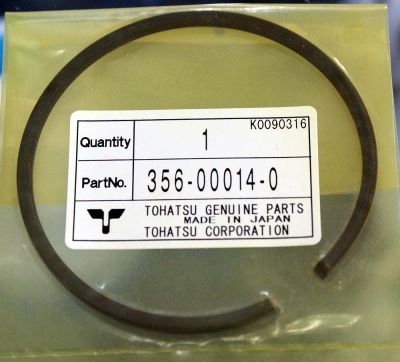 K0090316
Quantity 1
PartNo. 356-00014-0
TOHATSU GENUINE PARTS
MADE IN JAPAN
TOHATSU CORPORATION